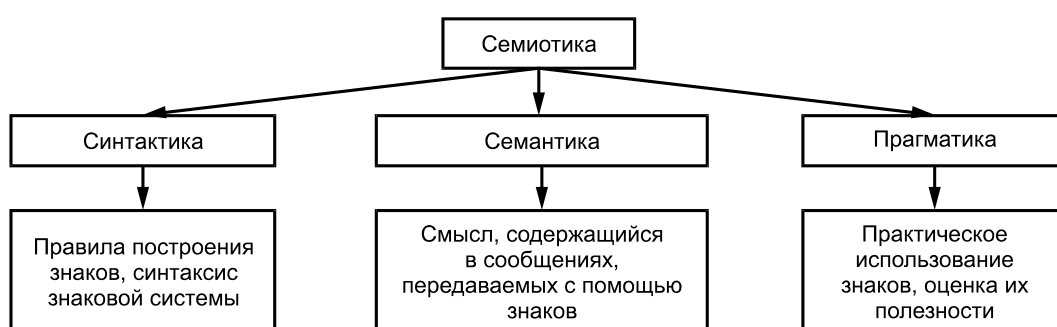 Семиотика
Синтактика
Семантика
Прагматика
Правила построения
знаков, синтаксис
знаковой системы
Смысл, содержащийся
в сообщениях,
передаваемых с помощью
знаков
Практическое
использование
знаков, оценка их
полезности